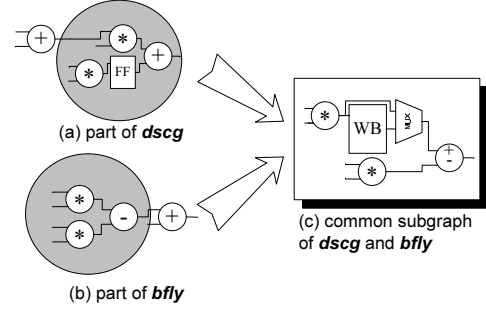 +
*
+
*
FF
(a) part of dscg
*
WB
MUX
+
-
*
*
-
+
*
(c) common subgraph
of dscg and bfly
(b) part of bfly